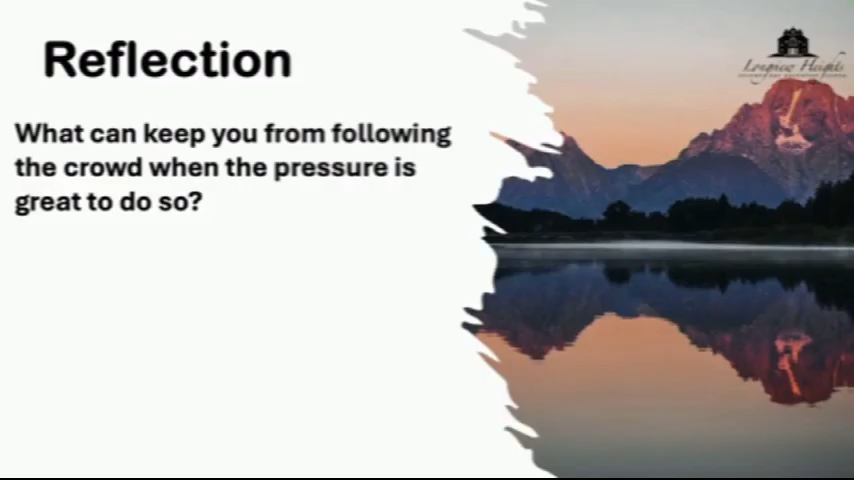 Reflection
What can keep you from following
the crowd when the pressure is
great to do so?
Longview Heights